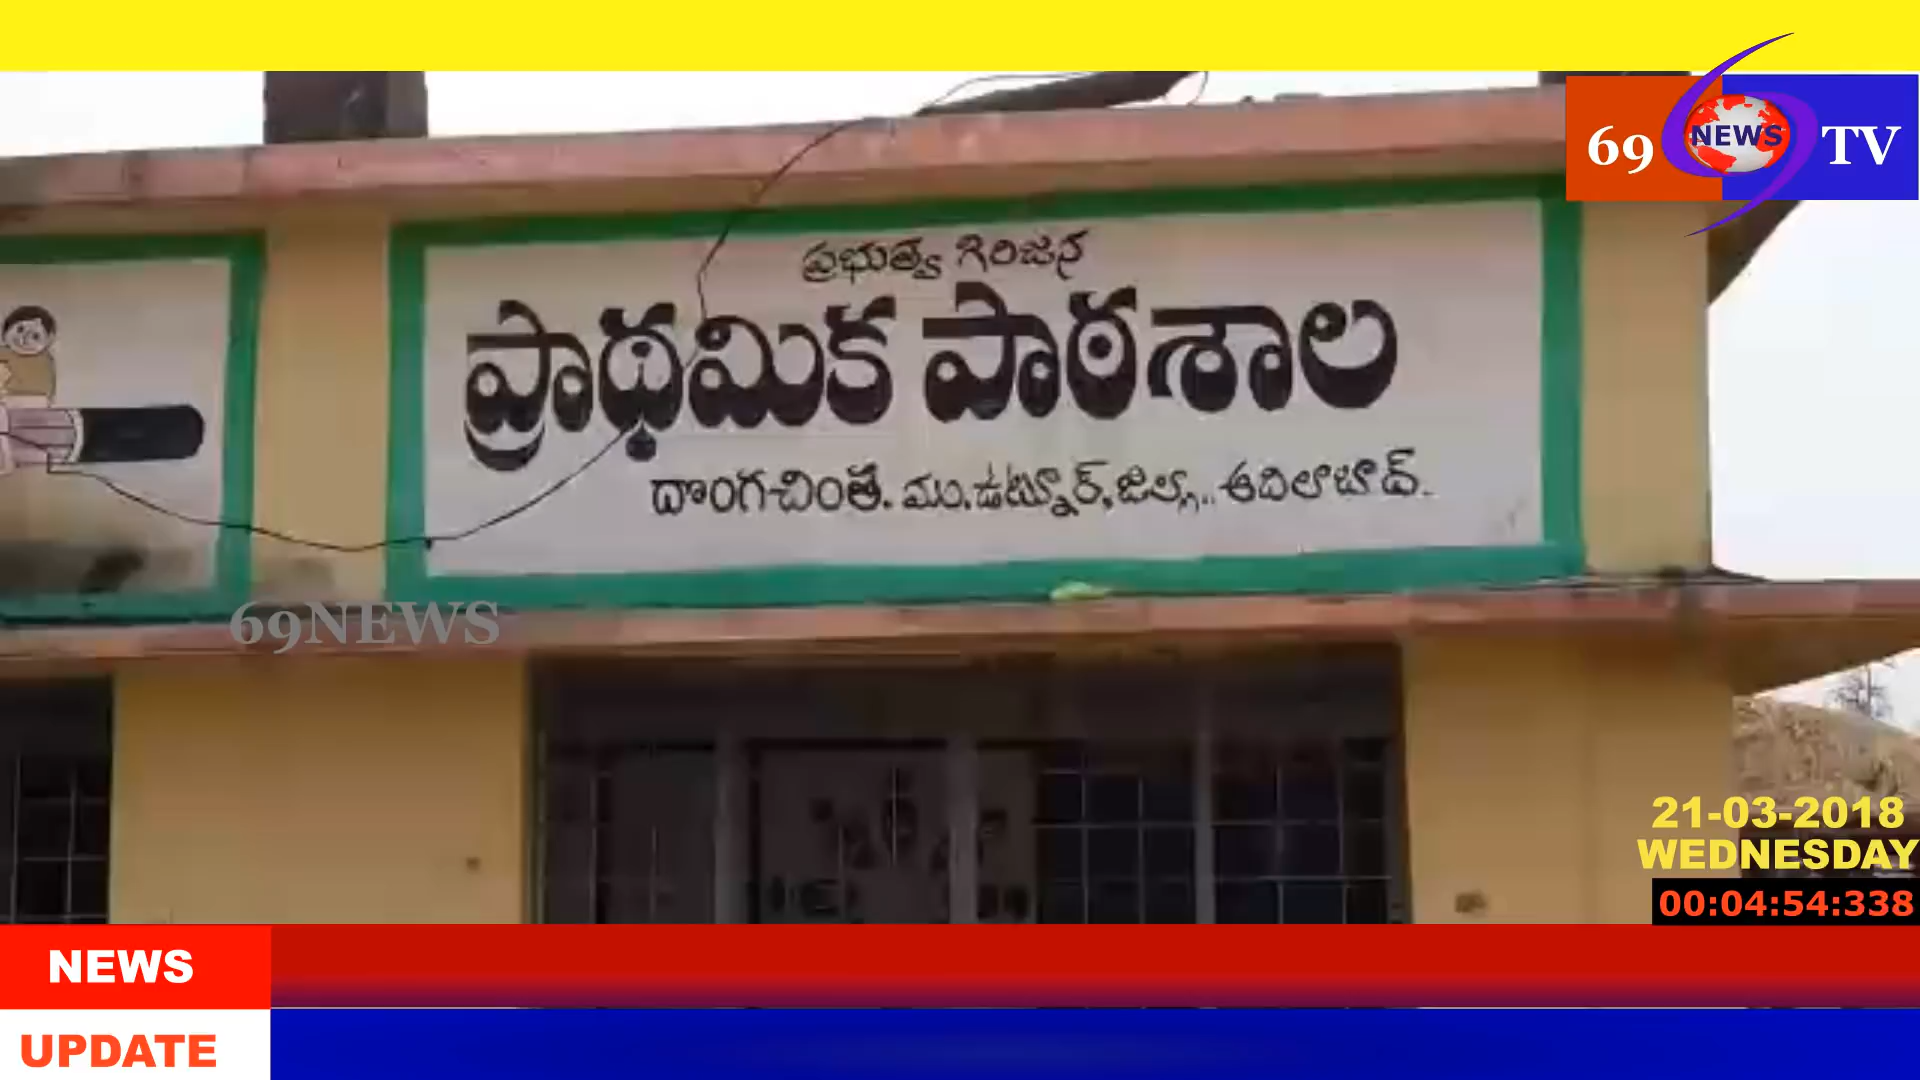 69 NEWS TV
ప్రభుత్వ గిరిజన
ప్రాథమిక పాఠశాల
దొంగచింత. మం.ఉట్నూర్, జిల్లా.. ఆదిలాబాద్.
69NEWS
21-03-2018
WEDNESDAY
00:04:54:338
NEWS
UPDATE